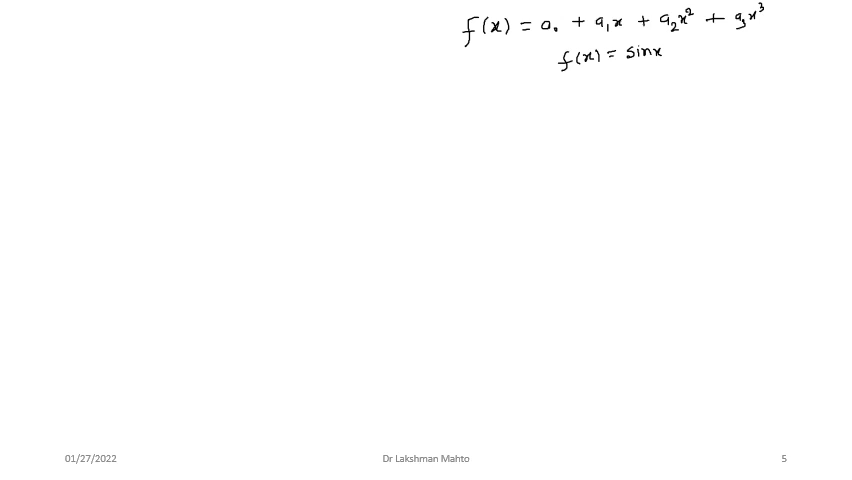 f(x) = a₀ + a₁x + a₂x² + a₃x³
f(x) = sinx
01/27/2022
Dr Lakshman Mahto
5